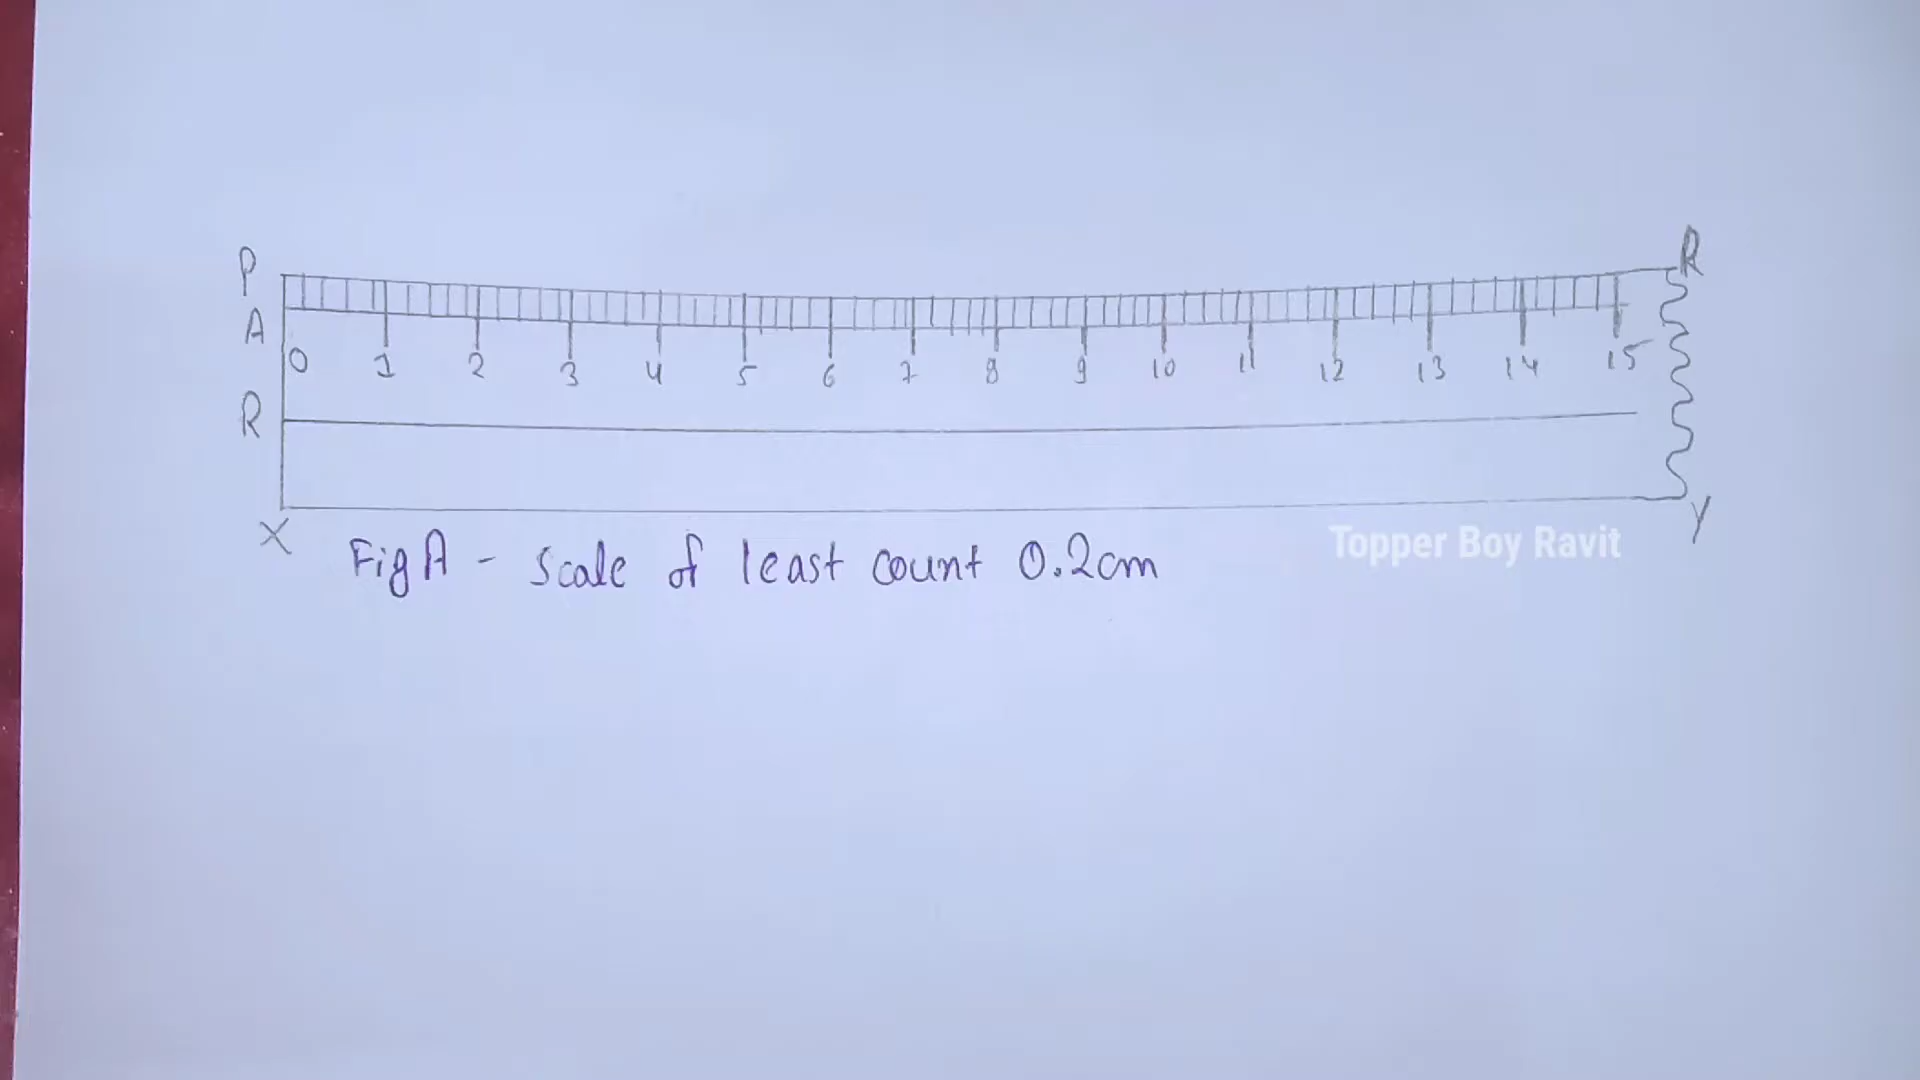 P R
A
0 1 2 3 4 5 6 7 8 9 10 11 12 13 14 15
R
X Y
Fig A - Scale of least count 0.2cm
Topper Boy Ravit